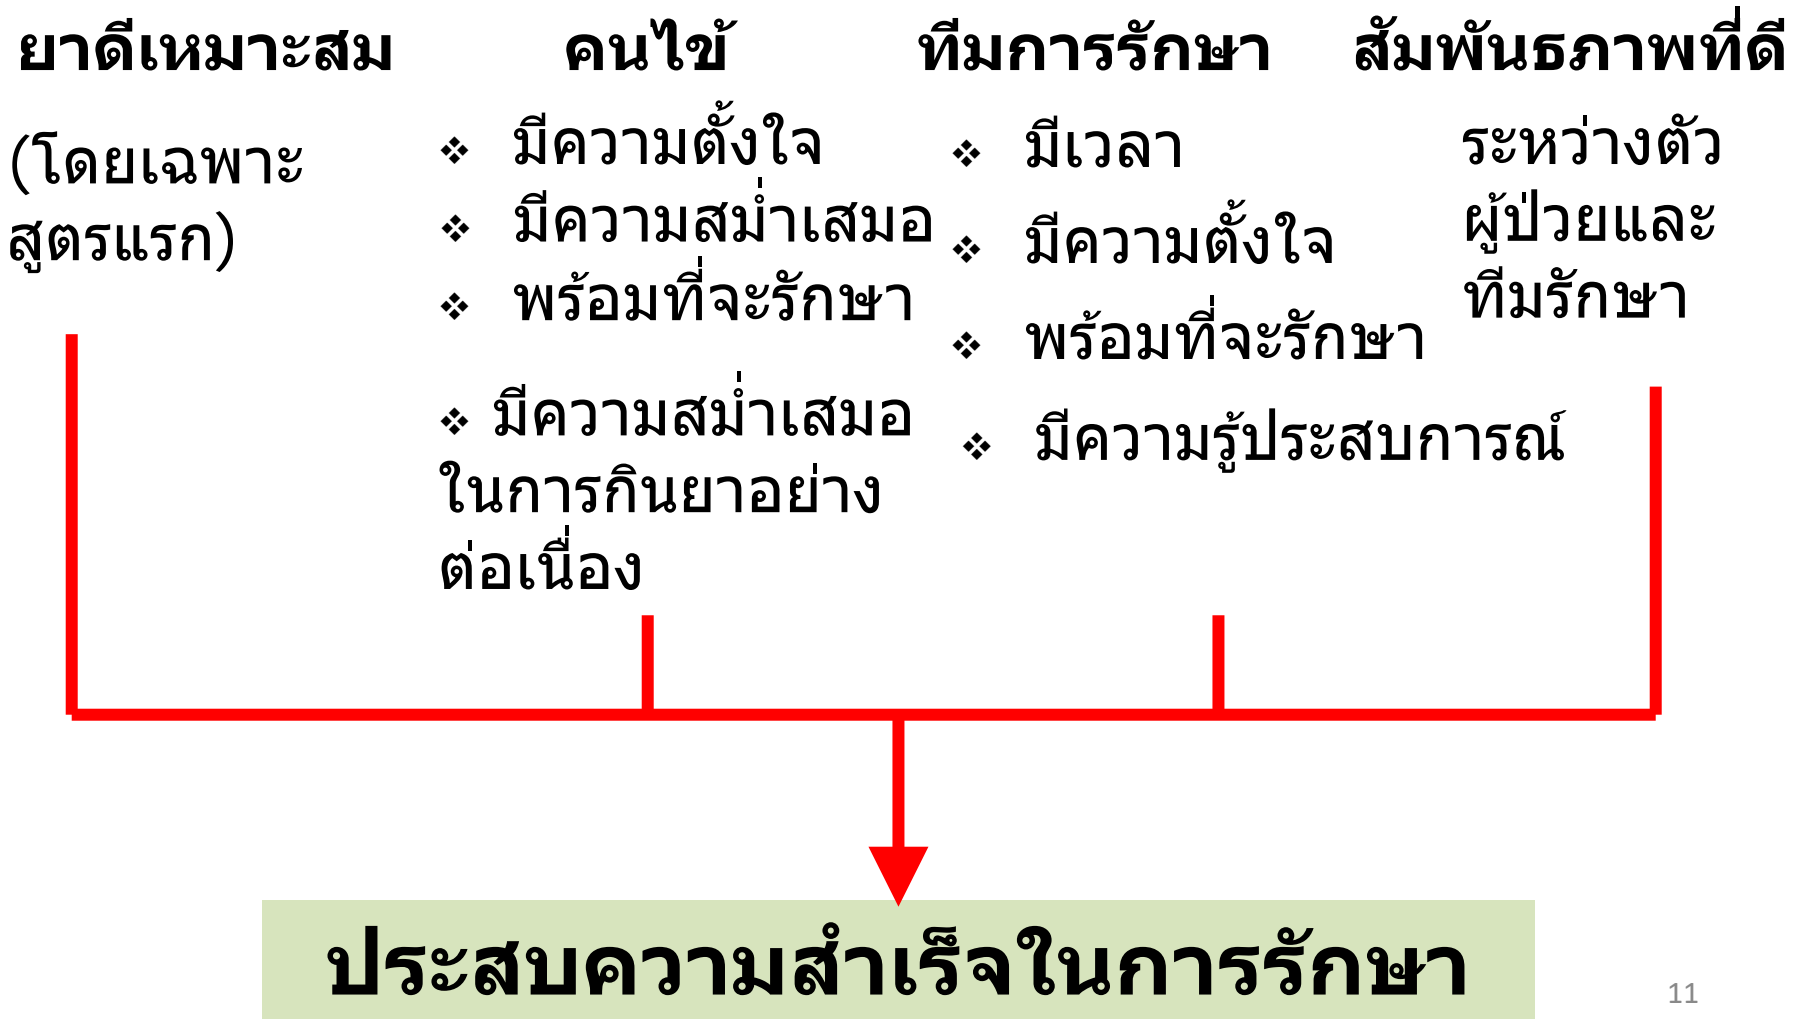 ยาดีเหมาะสม
(โดยเฉพาะ
สูตรแรก)
คนไข้
❖ มีความตั้งใจ
❖ มีความสม่ำเสมอ
❖ พร้อมที่จะรักษา
❖ มีความสม่ำเสมอ
ในการกินยาอย่าง
ต่อเนื่อง
ทีมการรักษา
❖ มีเวลา
❖ มีความตั้งใจ
❖ พร้อมที่จะรักษา
❖ มีความรู้ประสบการณ์
สัมพันธภาพที่ดี
ระหว่างตัว
ผู้ป่วยและ
ทีมรักษา
ประสบความสำเร็จในการรักษา
11